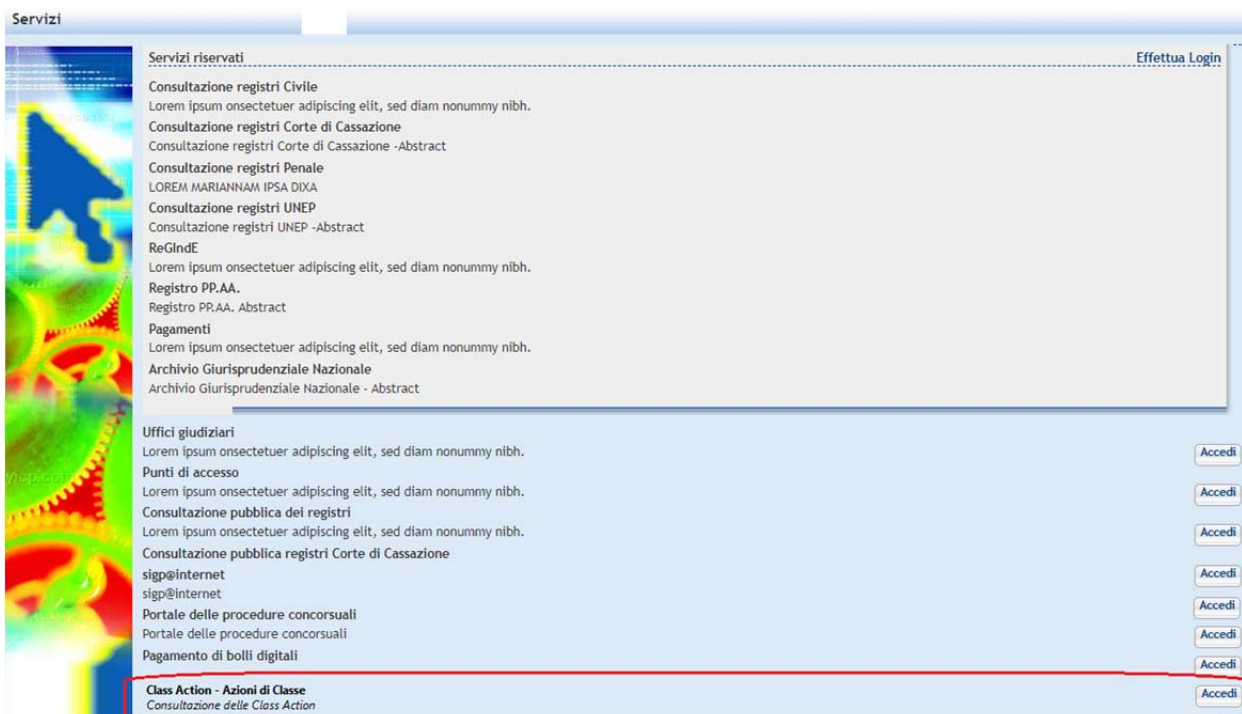 Servizi
Servizi riservati
Effettua Login
Consultazione registri Civile
Lorem ipsum onsectetuer adipiscing elit, sed diam nonummy nibh.
Consultazione registri Corte di Cassazione
Consultazione registri Corte di Cassazione -Abstract
Consultazione registri Penale
LOREM MARIANNAM IPSA DIXA
Consultazione registri UNEP
Consultazione registri UNEP -Abstract
ReGIndE
Lorem ipsum onsectetuer adipiscing elit, sed diam nonummy nibh.
Registro PP.AA.
Registro PP.AA. Abstract
Pagamenti
Lorem ipsum onsectetuer adipiscing elit, sed diam nonummy nibh.
Archivio Giurisprudenziale Nazionale
Archivio Giurisprudenziale Nazionale - Abstract
Uffici giudiziari
Lorem ipsum onsectetuer adipiscing elit, sed diam nonummy nibh.
Accedi
Punti di accesso
Lorem ipsum onsectetuer adipiscing elit, sed diam nonummy nibh.
Accedi
Consultazione pubblica dei registri
Lorem ipsum onsectetuer adipiscing elit, sed diam nonummy nibh.
Accedi
Consultazione pubblica registri Corte di Cassazione
sigp@internet
Accedi
sigp@internet
Portale delle procedure concorsuali
Accedi
Portale delle procedure concorsuali
Accedi
Pagamento di bolli digitali
Accedi
Class Action - Azioni di Classe
Accedi
Consultazione delle Class Action